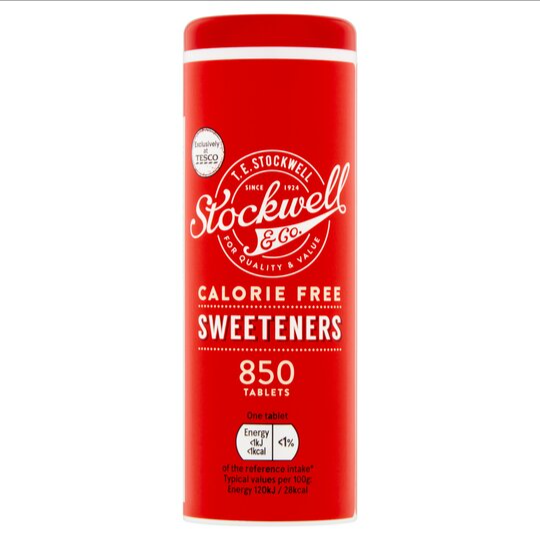 Exclusively
at
TESCO
T.E.STOCKWELL
SINCE 1924
Stockwell
& Co.
FOR QUALITY & VALUE
CALORIE FREE
SWEETENERS
850
TABLETS
One tablet
Energy
<1kJ
<1kcal
<1%
of the reference intake*
Typical values per 100g:
Energy 120kJ / 28kcal